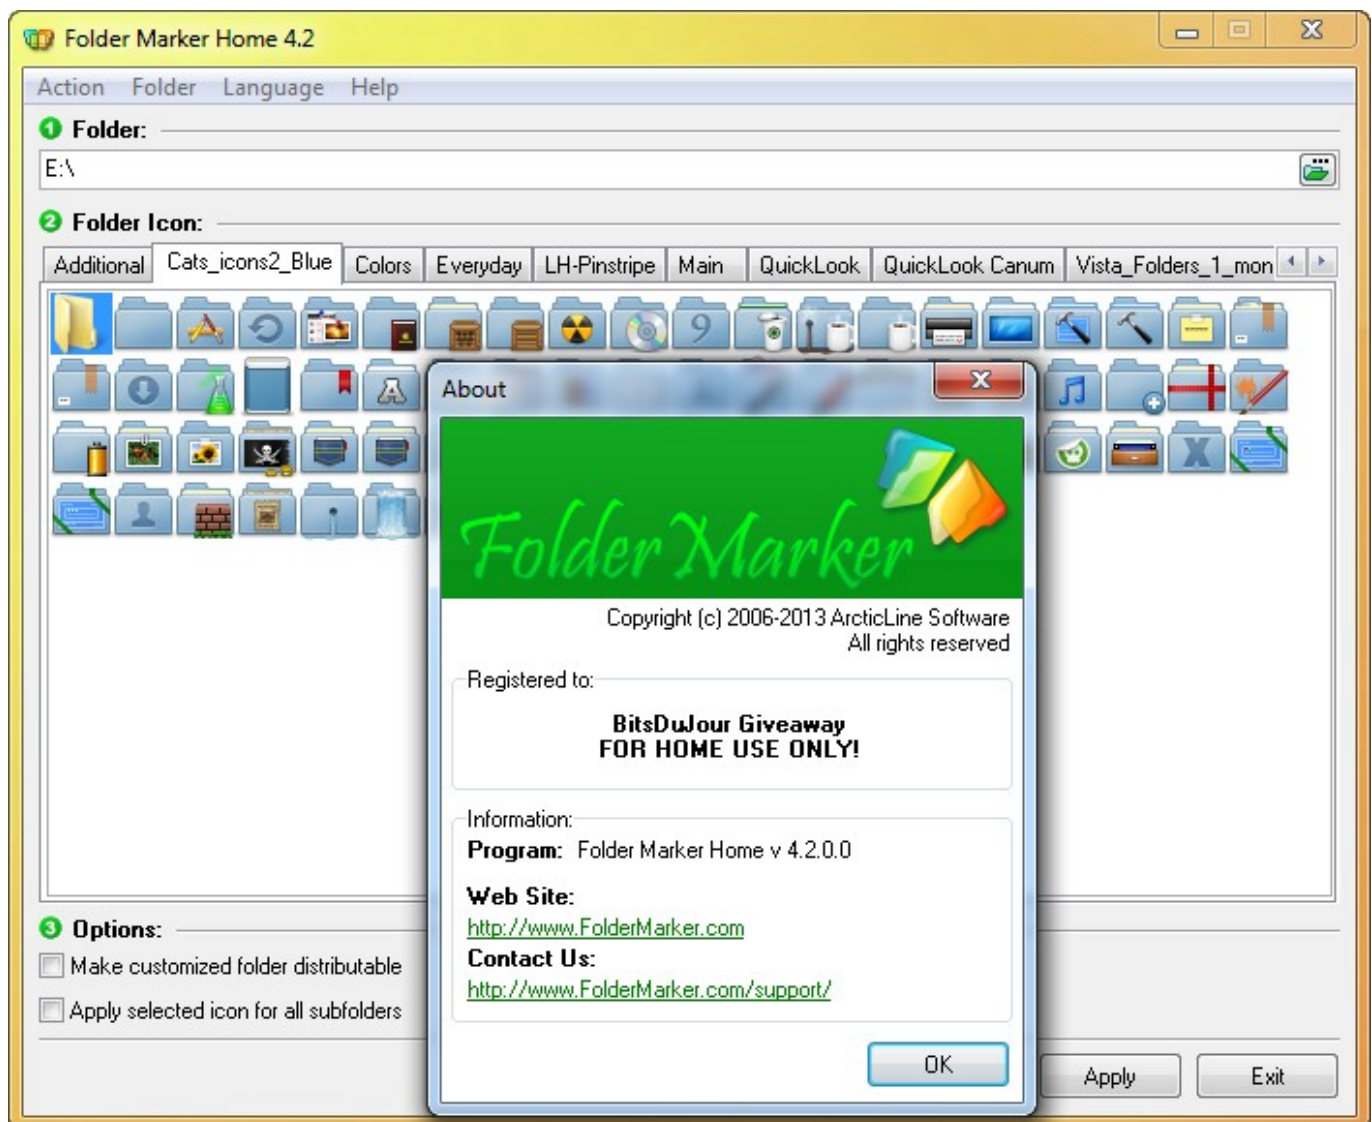 Folder Marker Home 4.2
Action Folder Language Help
1 Folder:
E:\
2 Folder Icon:
Additional Cats_icons2_Blue Colors Everyday LH-Pinstripe Main QuickLook QuickLook Canum Vista_Folders_1_mon
9
A
X
About
Folder Marker
Copyright (c) 2006-2013 ArcticLine Software
All rights reserved
Registered to:
BitsDuJour Giveaway
FOR HOME USE ONLY!
Information:
Program: Folder Marker Home v 4.2.0.0
Web Site:
http://www.FolderMarker.com
Contact Us:
http://www.FolderMarker.com/support/
OK
3 Options:
Make customized folder distributable
Apply selected icon for all subfolders
Apply Exit